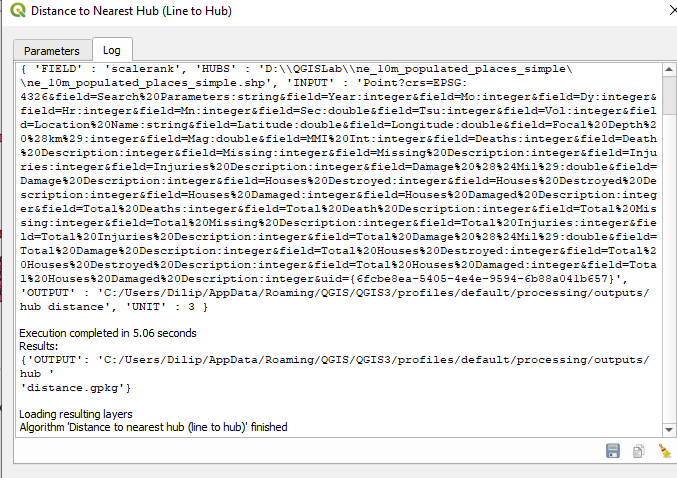 Distance to Nearest Hub (Line to Hub)
Parameters
Log
{ 'FIELD' : 'scalerank', 'HUBS' : 'D:\\QGISLab\\ne_10m_populated_places_simple\
\ne_10m_populated_places_simple.shp', 'INPUT' : 'Point?crs=EPSG:
4326&field=Search%20Parameters:string&field=Year:integer&field=Mo:integer&field=Dy:integer&
field=Hr:integer&field=Mn:integer&field=Sec:double&field=Tsu:integer&field=Vol:integer&fiel
d=Location%20Name:string&field=Latitude:double&field=Longitude:double&field=Focal%20Depth%2
0%28km%29:integer&field=Mag:double&field=MMI%20Int:integer&field=Deaths:integer&field=Death
%20Description:integer&field=Missing:integer&field=Missing%20Description:integer&field=Inju
ries:integer&field=Injuries%20Description:integer&field=Damage%20%28%24Mil%29:double&field=
Damage%20Description:integer&field=Houses%20Destroyed:integer&field=Houses%20Destroyed%20De
scription:integer&field=Houses%20Damaged:integer&field=Houses%20Damaged%20Description:integ
er&field=Total%20Deaths:integer&field=Total%20Death%20Description:integer&field=Total%20Mis
sing:integer&field=Total%20Missing%20Description:integer&field=Total%20Injuries:integer&fie
ld=Total%20Injuries%20Description:integer&field=Total%20Damage%20%28%24Mil%29:double&field=
Total%20Damage%20Description:integer&field=Total%20Houses%20Destroyed:integer&field=Total%2
0Houses%20Destroyed%20Description:integer&field=Total%20Houses%20Damaged:integer&field=Tota
l%20Houses%20Damaged%20Description:integer&uid={6fcbe8ea-5405-4e4e-9594-6b88a041b657}',
'OUTPUT' : 'C:/Users/Dilip/AppData/Roaming/QGIS/QGIS3/profiles/default/processing/outputs/
hub distance', 'UNIT' : 3 }
Execution completed in 5.06 seconds
Results:
{'OUTPUT': 'C:/Users/Dilip/AppData/Roaming/QGIS/QGIS3/profiles/default/processing/outputs/
hub '
'distance.gpkg'}
Loading resulting layers
Algorithm 'Distance to nearest hub (line to hub)' finished